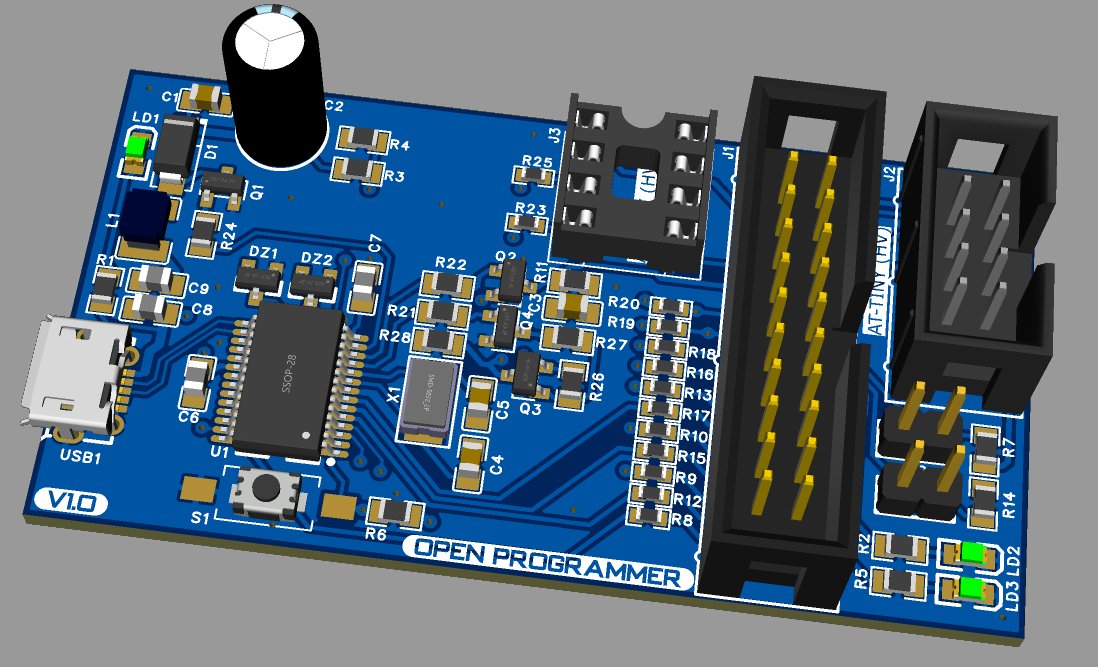 C1
C2
LD1
D1
R4
R3
Q1
L1
R24
R1
C9
C8
DZ1
DZ2
C7
R22
R21
R28
R25
R23
Q2
R11
C3
Q4
R27
R26
Q3
J3
(HV)
J1
J2
AT-TINY (HV)
R20
R19
R18
R16
R13
R17
R10
R15
R9
R12
R8
SSOP-28
X1
C5
C4
C6
U1
USB1
S1
R6
V1.0
OPEN PROGRAMMER
R7
R14
R2
R5
LD2
LD3